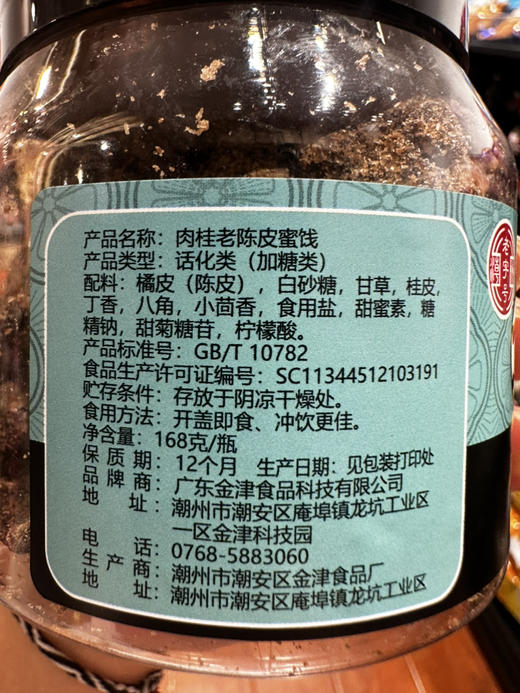 产品名称：肉桂老陈皮蜜饯
产品类型：话化类（加糖类）
配料：橘皮（陈皮），白砂糖，甘草，桂皮，
丁香，八角，小茴香，食用盐，甜蜜素，糖
精钠，甜菊糖苷，柠檬酸。
产品标准号：GB/T 10782
食品生产许可证编号：SC11344512103191
贮存条件：存放于阴凉干燥处。
食用方法：开盖即食、冲饮更佳。
净含量：168克/瓶
保质期：12个月 生产日期：见包装打印处
品牌商：广东金津食品科技有限公司
地址：潮州市潮安区庵埠镇龙坑工业区
一区金津科技园
电话：0768-5883060
生产商：潮州市潮安区金津食品厂
地址：潮州市潮安区庵埠镇龙坑工业区
老字号